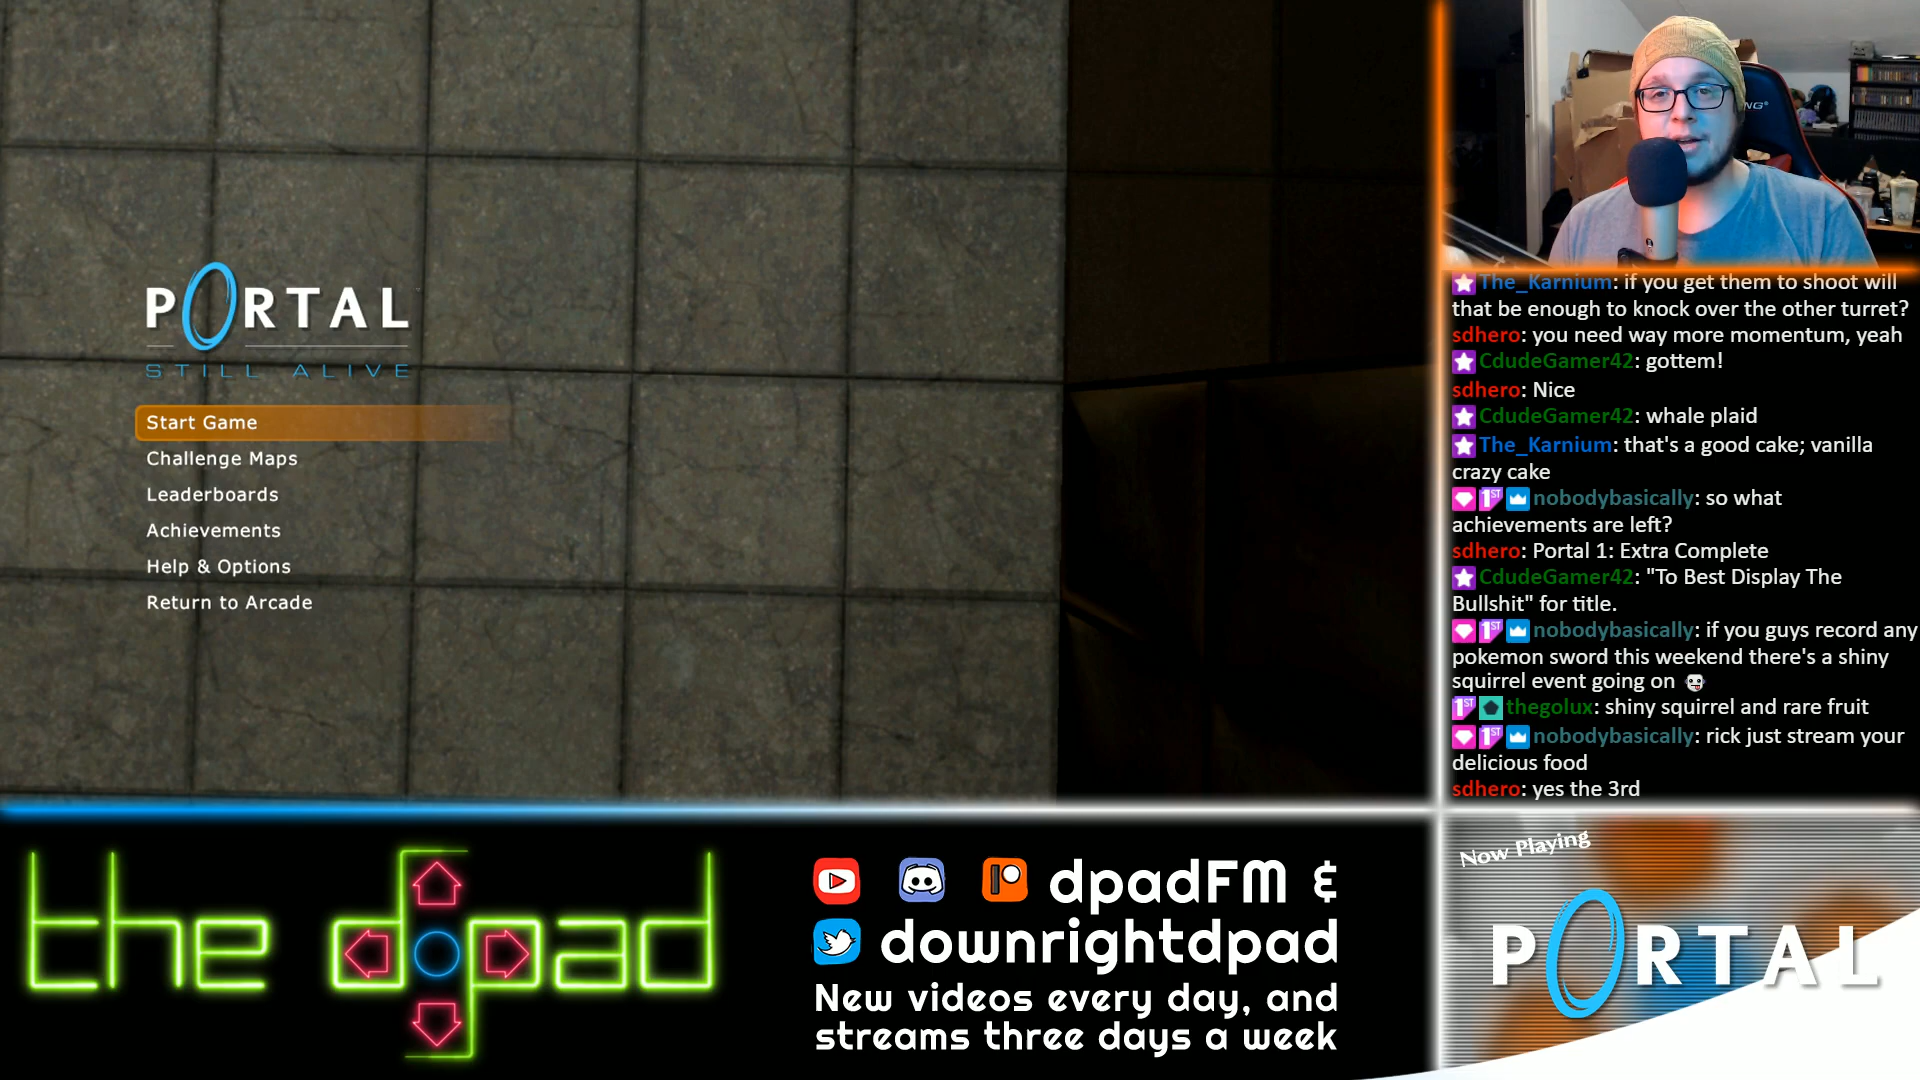 PORTAL
STILL ALIVE
Start Game
Challenge Maps
Leaderboards
Achievements
Help & Options
Return to Arcade
The_Karnium: if you get them to shoot will
that be enough to knock over the other turret?
sdhero: you need way more momentum, yeah
CdudeGamer42: gottem!
sdhero: Nice
CdudeGamer42: whale plaid
The_Karnium: that's a good cake; vanilla
crazy cake
1ST nobodybasically: so what
achievements are left?
sdhero: Portal 1: Extra Complete
CdudeGamer42: "To Best Display The
Bullshit" for title.
1ST nobodybasically: if you guys record any
pokemon sword this weekend there's a shiny
squirrel event going on
1ST thegolux: shiny squirrel and rare fruit
1ST nobodybasically: rick just stream your
delicious food
sdhero: yes the 3rd
the dpad
dpadFM &
downrightdpad
New videos every day, and
streams three days a week
Now Playing
PORTAL